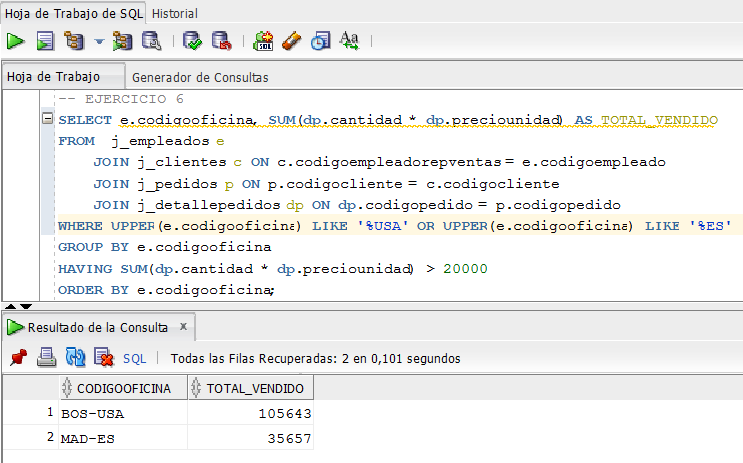 Hoja de Trabajo de SQL Historial
SQL
Hoja de Trabajo Generador de Consultas
-- EJERCICIO 6
SELECT e.codigooficina, SUM(dp.cantidad * dp.preciounidad) AS TOTAL_VENDIDO
FROM j_empleados e
JOIN j_clientes c ON c.codigoempleadorepventas = e.codigoempleado
JOIN j_pedidos p ON p.codigocliente = c.codigocliente
JOIN j_detallepedidos dp ON dp.codigopedido = p.codigopedido
WHERE UPPER(e.codigooficina) LIKE '%USA' OR UPPER(e.codigooficina) LIKE '%ES'
GROUP BY e.codigooficina
HAVING SUM(dp.cantidad * dp.preciounidad) > 20000
ORDER BY e.codigooficina;
Resultado de la Consulta x
SQL | Todas las Filas Recuperadas: 2 en 0,101 segundos
CODIGOOFICINA TOTAL_VENDIDO
1 BOS-USA 105643
2 MAD-ES 35657